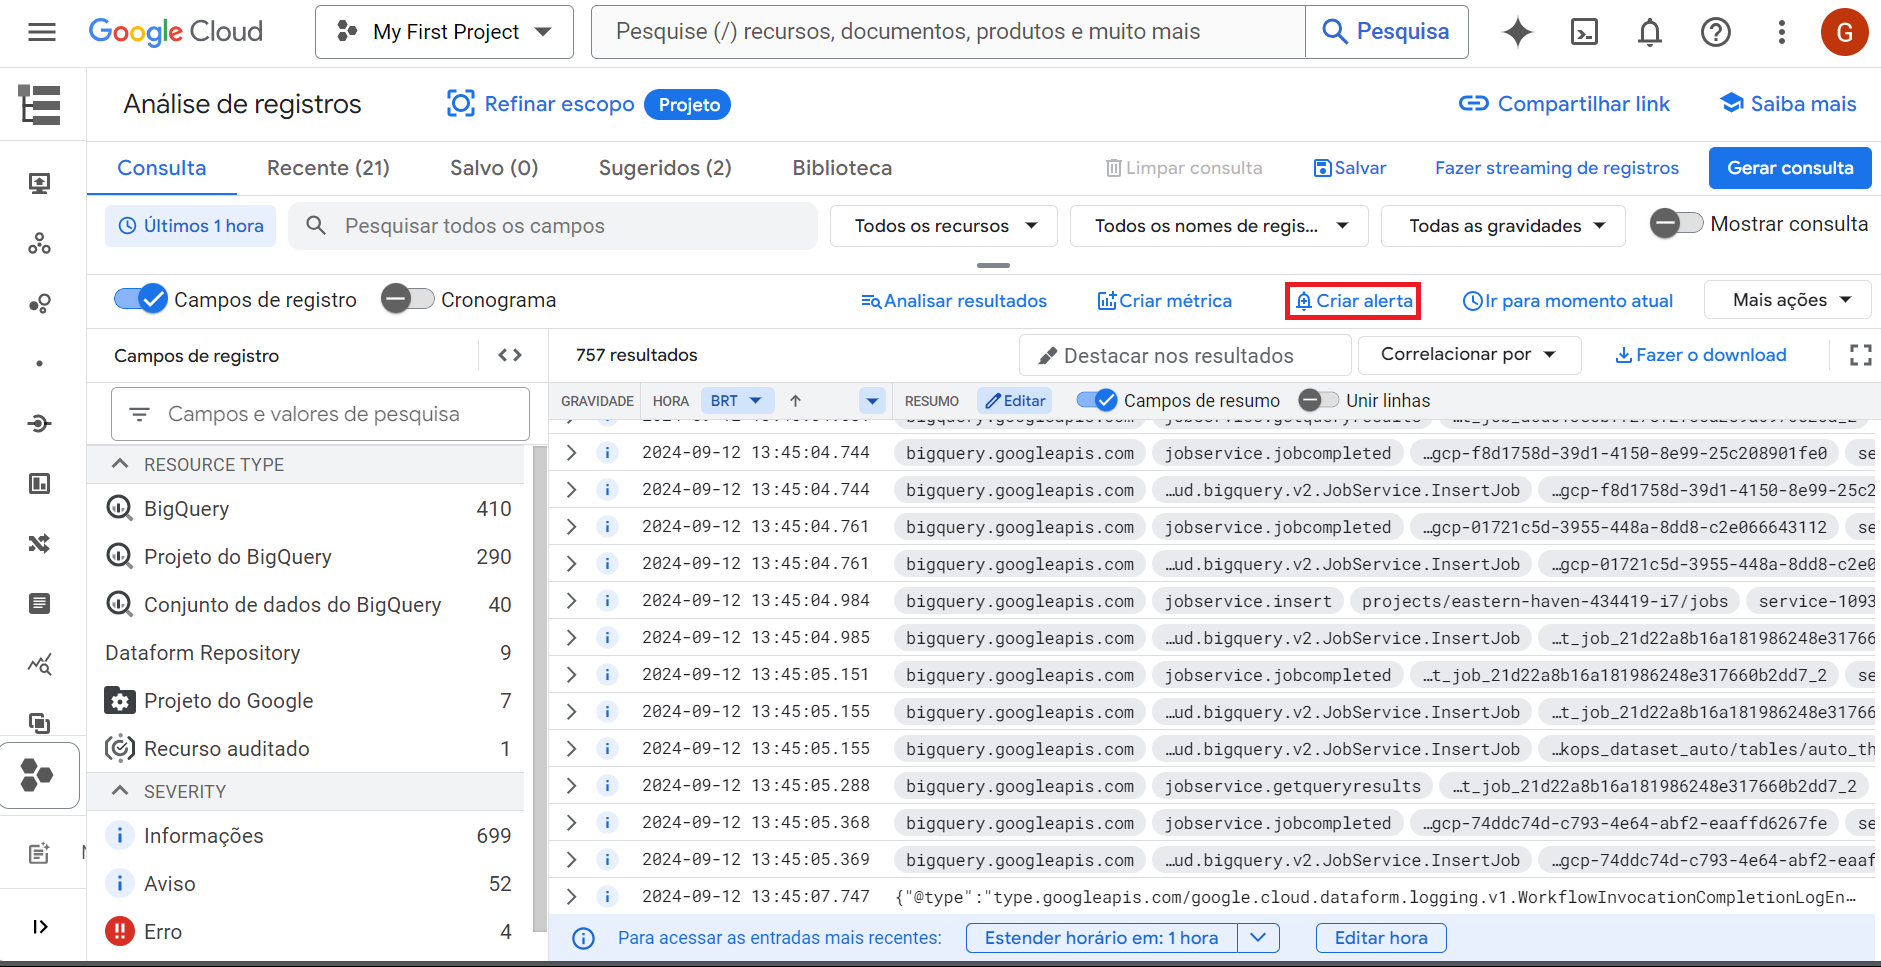 Google Cloud My First Project Pesquise (/) recursos, documentos, produtos e muito mais Pesquisa G
Análise de registros Refinar escopo Projeto Compartilhar link Saiba mais
Consulta Recente (21) Salvo (0) Sugeridos (2) Biblioteca Limpar consulta Salvar Fazer streaming de registros Gerar consulta
Últimos 1 hora Pesquisar todos os campos Todos os recursos Todos os nomes de regis... Todas as gravidades Mostrar consulta
Campos de registro Cronograma Analisar resultados Criar métrica Criar alerta Ir para momento atual Mais ações
Campos de registro
Campos e valores de pesquisa
RESOURCE TYPE
BigQuery 410
Projeto do BigQuery 290
Conjunto de dados do BigQuery 40
Dataform Repository 9
Projeto do Google 7
Recurso auditado 1
SEVERITY
Informações 699
Aviso 52
Erro 4
757 resultados Destacar nos resultados Correlacionar por Fazer o download
GRAVIDADE HORA BRT RESUMO Editar Campos de resumo Unir linhas
2024-09-12 13:45:04.744 bigquery.googleapis.com jobservice.jobcompleted …gcp-f8d1758d-39d1-4150-8e99-25c208901fe0 se
2024-09-12 13:45:04.744 bigquery.googleapis.com …ud.bigquery.v2.JobService.InsertJob …gcp-f8d1758d-39d1-4150-8e99-25c2
2024-09-12 13:45:04.761 bigquery.googleapis.com jobservice.jobcompleted …gcp-01721c5d-3955-448a-8dd8-c2e066643112 se
2024-09-12 13:45:04.761 bigquery.googleapis.com …ud.bigquery.v2.JobService.InsertJob …gcp-01721c5d-3955-448a-8dd8-c2e0
2024-09-12 13:45:04.984 bigquery.googleapis.com jobservice.insert projects/eastern-haven-434419-i7/jobs service-1093
2024-09-12 13:45:04.985 bigquery.googleapis.com …ud.bigquery.v2.JobService.InsertJob …t_job_21d22a8b16a181986248e317660
2024-09-12 13:45:05.151 bigquery.googleapis.com jobservice.jobcompleted …t_job_21d22a8b16a181986248e317660b2dd7_2 se
2024-09-12 13:45:05.155 bigquery.googleapis.com …ud.bigquery.v2.JobService.InsertJob …t_job_21d22a8b16a181986248e317660
2024-09-12 13:45:05.155 bigquery.googleapis.com …ud.bigquery.v2.JobService.InsertJob …kops_dataset_auto/tables/auto_th
2024-09-12 13:45:05.288 bigquery.googleapis.com jobservice.getqueryresults …t_job_21d22a8b16a181986248e317660b2dd7_2
2024-09-12 13:45:05.368 bigquery.googleapis.com jobservice.jobcompleted …gcp-74ddc74d-c793-4e64-abf2-eaaffd6267fe se
2024-09-12 13:45:05.369 bigquery.googleapis.com …ud.bigquery.v2.JobService.InsertJob …gcp-74ddc74d-c793-4e64-abf2-eaaf
2024-09-12 13:45:07.747 {"@type":"type.googleapis.com/google.cloud.dataform.logging.v1.WorkflowInvocationCompletionLogEn…
Para acessar as entradas mais recentes: Estender horário em: 1 hora Editar hora